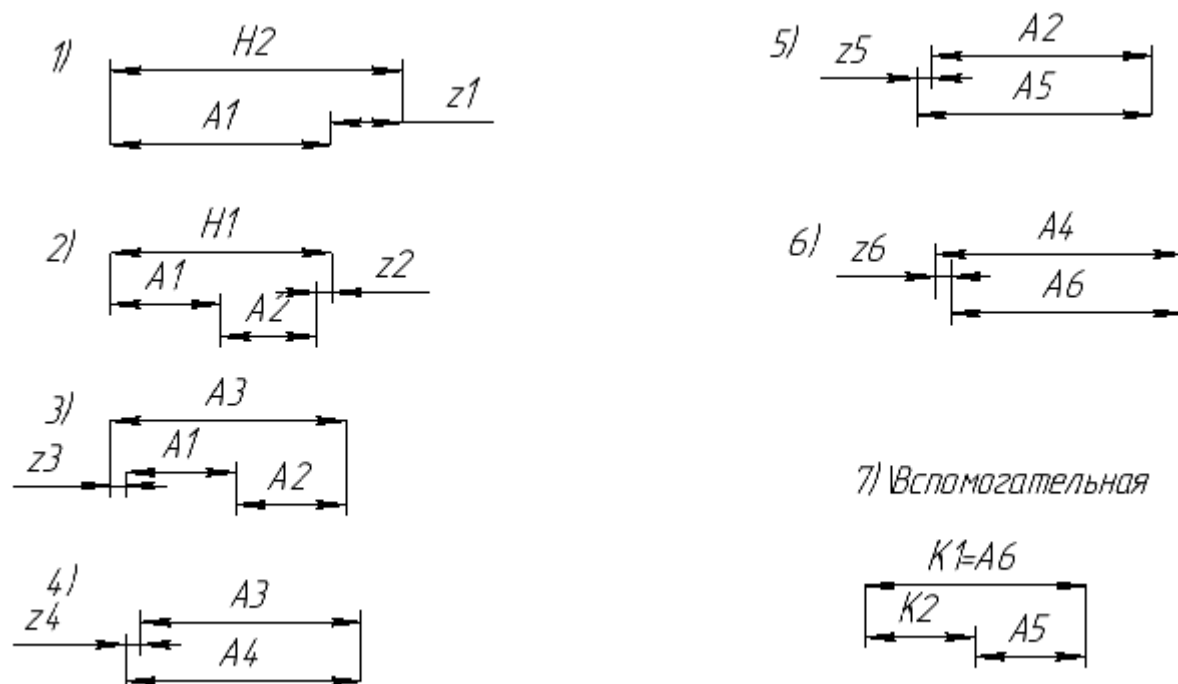 1)
H2
A1
z1
2)
H1
A1
A2
z2
3)
A3
z3
A1
A2
4)
z4
A3
A4
5)
z5
A2
A5
6)
z6
A4
A6
7) Вспомогательная
K1=A6
K2
A5